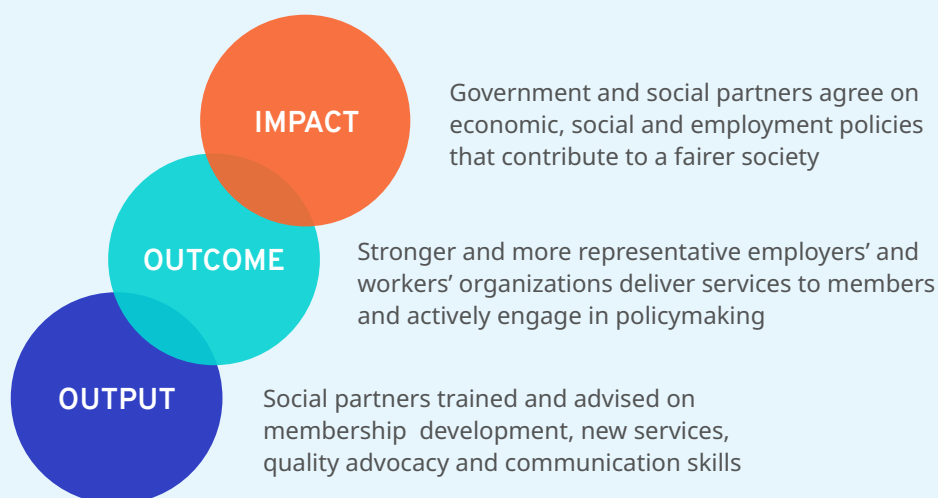 IMPACT
Government and social partners agree on
economic, social and employment policies
that contribute to a fairer society
OUTCOME
Stronger and more representative employers’ and
workers’ organizations deliver services to members
and actively engage in policymaking
OUTPUT
Social partners trained and advised on
membership development, new services,
quality advocacy and communication skills